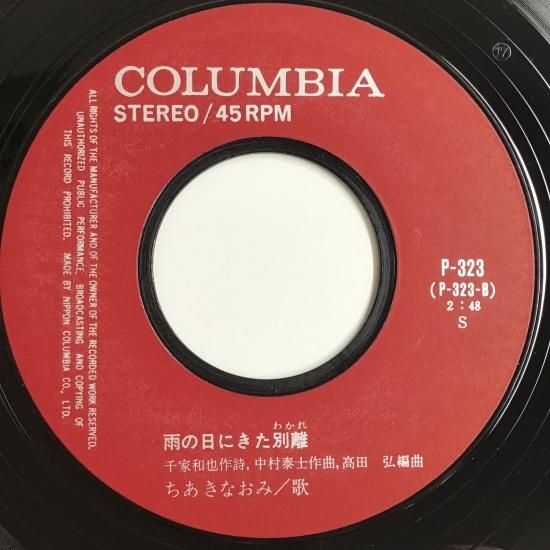 COLUMBIA
STEREO/45RPM
ALL RIGHTS OF THE MANUFACTURER AND OF THE OWNER OF THE RECORDED WORK RESERVED.
UNAUTHORIZED PUBLIC PERFORMANCE, BROADCASTING AND COPYING OF
THIS RECORD PROHIBITED. MADE BY NIPPON COLUMBIA CO., LTD.
P-323
(P-323-B)
2:48
S
わかれ
雨の日にきた別離
千家和也作詩,中村泰士作曲,高田 弘編曲
ちあきなおみ/歌